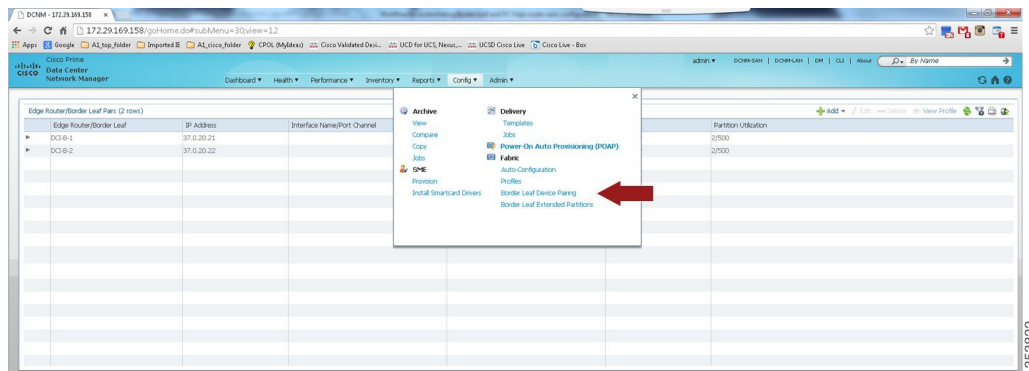 DCNM - 172.29.169.158
172.29.169.158/goHome.do#subMenu=30;view=12
Apps Google A1_top_folder Imported IE A1_cisco_folder CPOL (MyIdeas) Cisco Validated Desi... UCD for UCS, Nexus,... UCSD Cisco Live Cisco Live - Box
cisco
Cisco Prime
Data Center
Network Manager
admin DCNM-SAN | DCNM-LAN | DM | CLI | About By Name
Dashboard Health Performance Inventory Reports Config Admin
Edge Router/Border Leaf Pairs (2 rows)
Add Edit Delete View Profile
Edge Router/Border Leaf IP Address Interface Name/Port Channel Partition Utilization
DCI-B-1 37.0.20.21 2/500
DCI-B-2 37.0.20.22 2/500
Archive
View
Compare
Copy
Jobs
SME
Provision
Install Smartcard Drivers
Delivery
Templates
Jobs
Power-On Auto Provisioning (POAP)
Fabric
Auto-Configuration
Profiles
Border Leaf Device Pairing
Border Leaf Extended Partitions